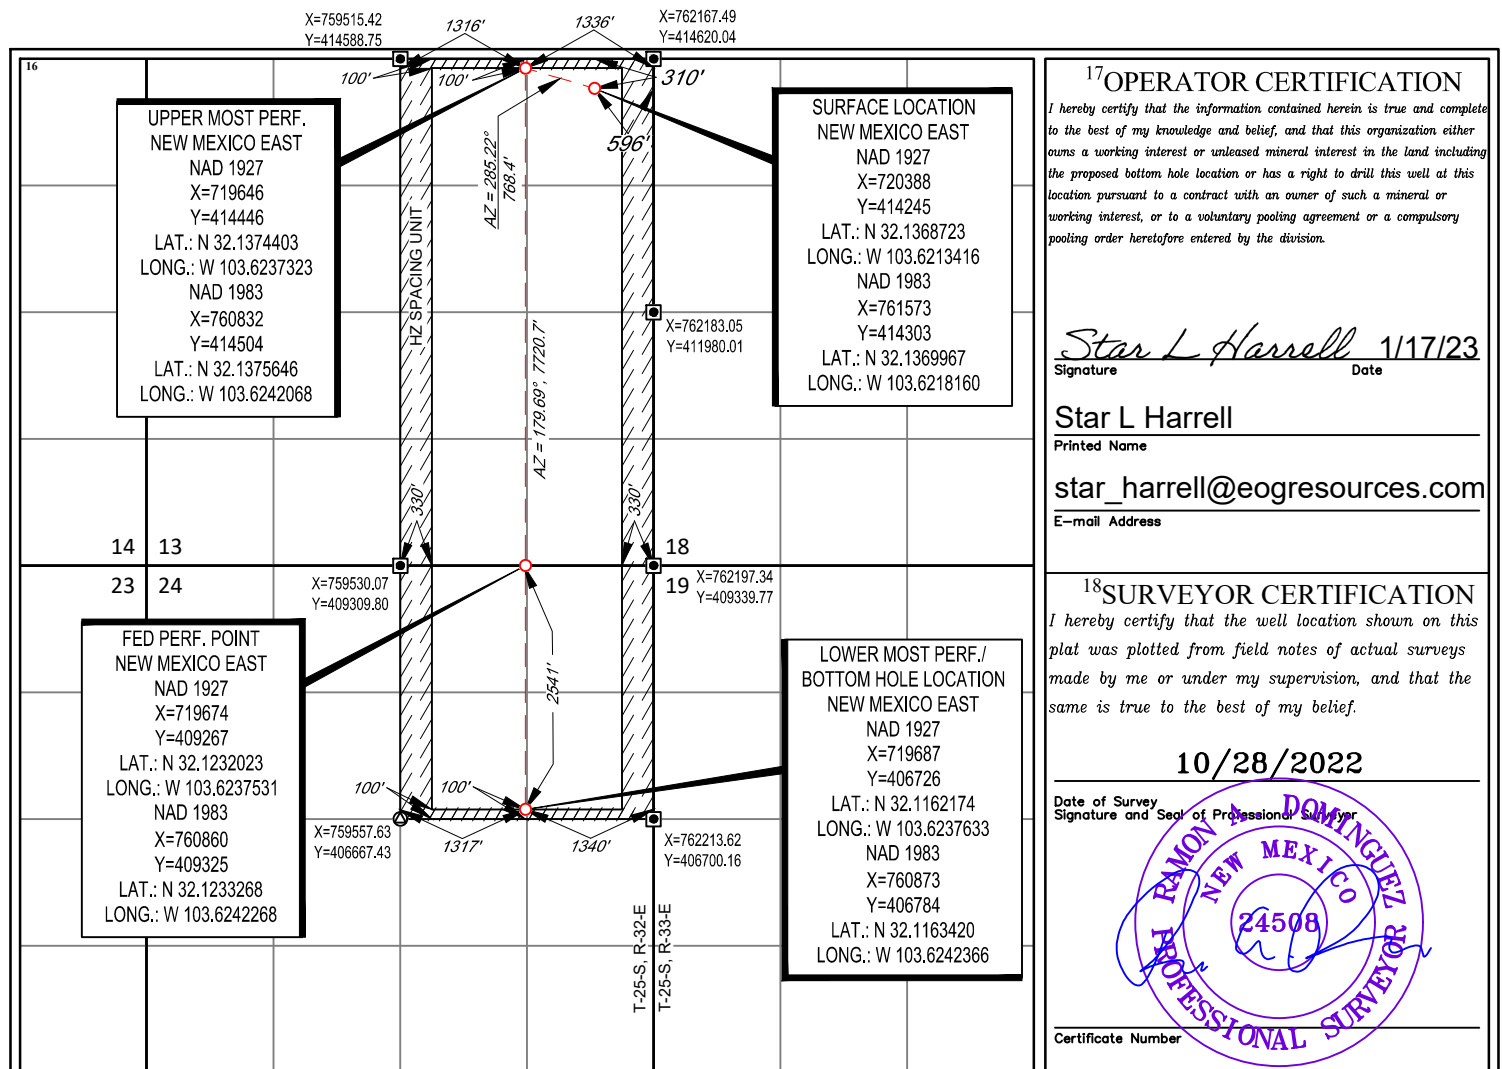 16
X=759515.42
Y=414588.75
1316'
1336'
X=762167.49
Y=414620.04
100'
100'
310'
596'
UPPER MOST PERF.
NEW MEXICO EAST
NAD 1927
X=719646
Y=414446
LAT.: N 32.1374403
LONG.: W 103.6237323
NAD 1983
X=760832
Y=414504
LAT.: N 32.1375646
LONG.: W 103.6242068
HZ SPACING UNIT
AZ = 285.22°
768.4'
AZ = 179.69°, 7720.7'
SURFACE LOCATION
NEW MEXICO EAST
NAD 1927
X=720388
Y=414245
LAT.: N 32.1368723
LONG.: W 103.6213416
NAD 1983
X=761573
Y=414303
LAT.: N 32.1369967
LONG.: W 103.6218160
X=762183.05
Y=411980.01
330'
330'
14 13
23 24
18
19
X=759530.07
Y=409309.80
X=762197.34
Y=409339.77
FED PERF. POINT
NEW MEXICO EAST
NAD 1927
X=719674
Y=409267
LAT.: N 32.1232023
LONG.: W 103.6237531
NAD 1983
X=760860
Y=409325
LAT.: N 32.1233268
LONG.: W 103.6242268
2541'
LOWER MOST PERF./
BOTTOM HOLE LOCATION
NEW MEXICO EAST
NAD 1927
X=719687
Y=406726
LAT.: N 32.1162174
LONG.: W 103.6237633
NAD 1983
X=760873
Y=406784
LAT.: N 32.1163420
LONG.: W 103.6242366
100'
100'
X=759557.63
Y=406667.43
1317'
1340'
X=762213.62
Y=406700.16
T-25-S, R-32-E
T-25-S, R-33-E
17 OPERATOR CERTIFICATION
I hereby certify that the information contained herein is true and complete
to the best of my knowledge and belief, and that this organization either
owns a working interest or unleased mineral interest in the land including
the proposed bottom hole location or has a right to drill this well at this
location pursuant to a contract with an owner of such a mineral or
working interest, or to a voluntary pooling agreement or a compulsory
pooling order heretofore entered by the division.
Star L Harrell 1/17/23
Signature Date
Star L Harrell
Printed Name
star_harrell@eogresources.com
E-mail Address
18 SURVEYOR CERTIFICATION
I hereby certify that the well location shown on this
plat was plotted from field notes of actual surveys
made by me or under my supervision, and that the
same is true to the best of my belief.
10/28/2022
Date of Survey
Signature and Seal of Professional Surveyor
RAMON A. DOMINGUEZ
NEW MEXICO
24508
PROFESSIONAL SURVEYOR
Certificate Number